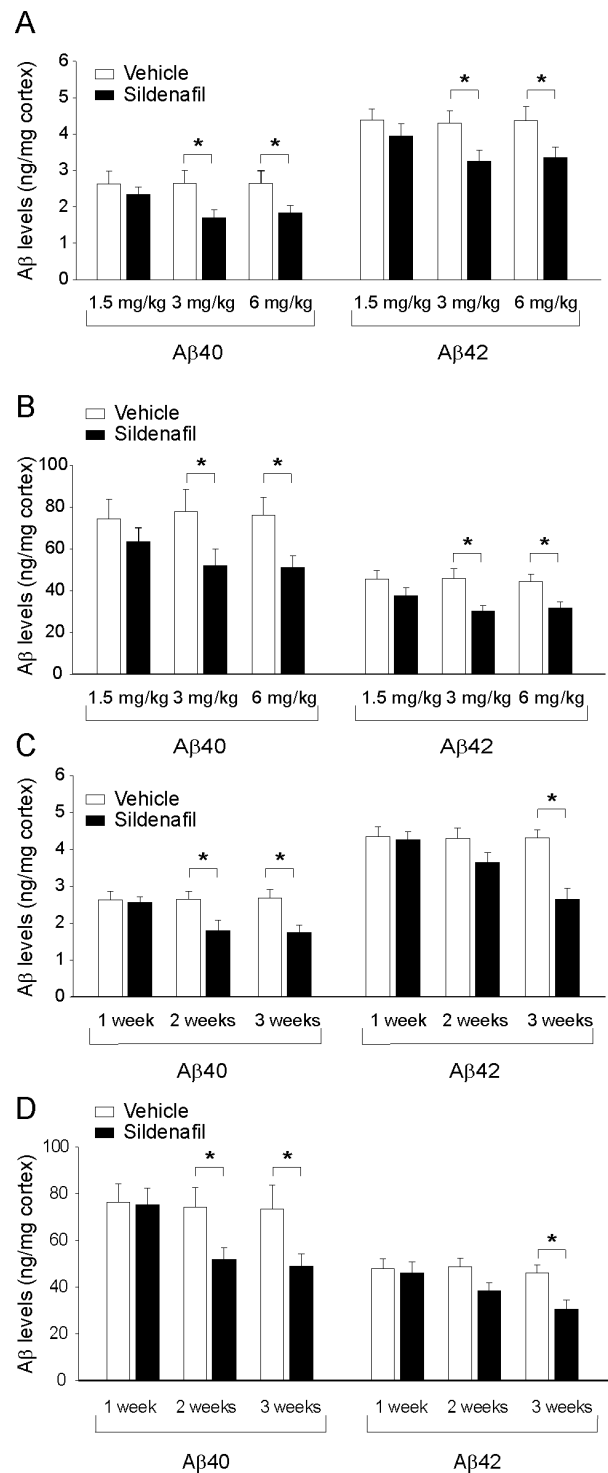 A
Aβ levels (ng/mg cortex)
6
5
4
3
2
1
0
Vehicle
Sildenafil
* * * *
1.5 mg/kg 3 mg/kg 6 mg/kg 1.5 mg/kg 3 mg/kg 6 mg/kg
Aβ40 Aβ42
B
Aβ levels (ng/mg cortex)
100
80
60
40
20
0
Vehicle
Sildenafil
* * * *
1.5 mg/kg 3 mg/kg 6 mg/kg 1.5 mg/kg 3 mg/kg 6 mg/kg
Aβ40 Aβ42
C
Aβ levels (ng/mg cortex)
6
5
4
3
2
1
0
Vehicle
Sildenafil
* * *
1 week 2 weeks 3 weeks 1 week 2 weeks 3 weeks
Aβ40 Aβ42
D
Aβ levels (ng/mg cortex)
100
80
60
40
20
0
Vehicle
Sildenafil
* * *
1 week 2 weeks 3 weeks 1 week 2 weeks 3 weeks
Aβ40 Aβ42